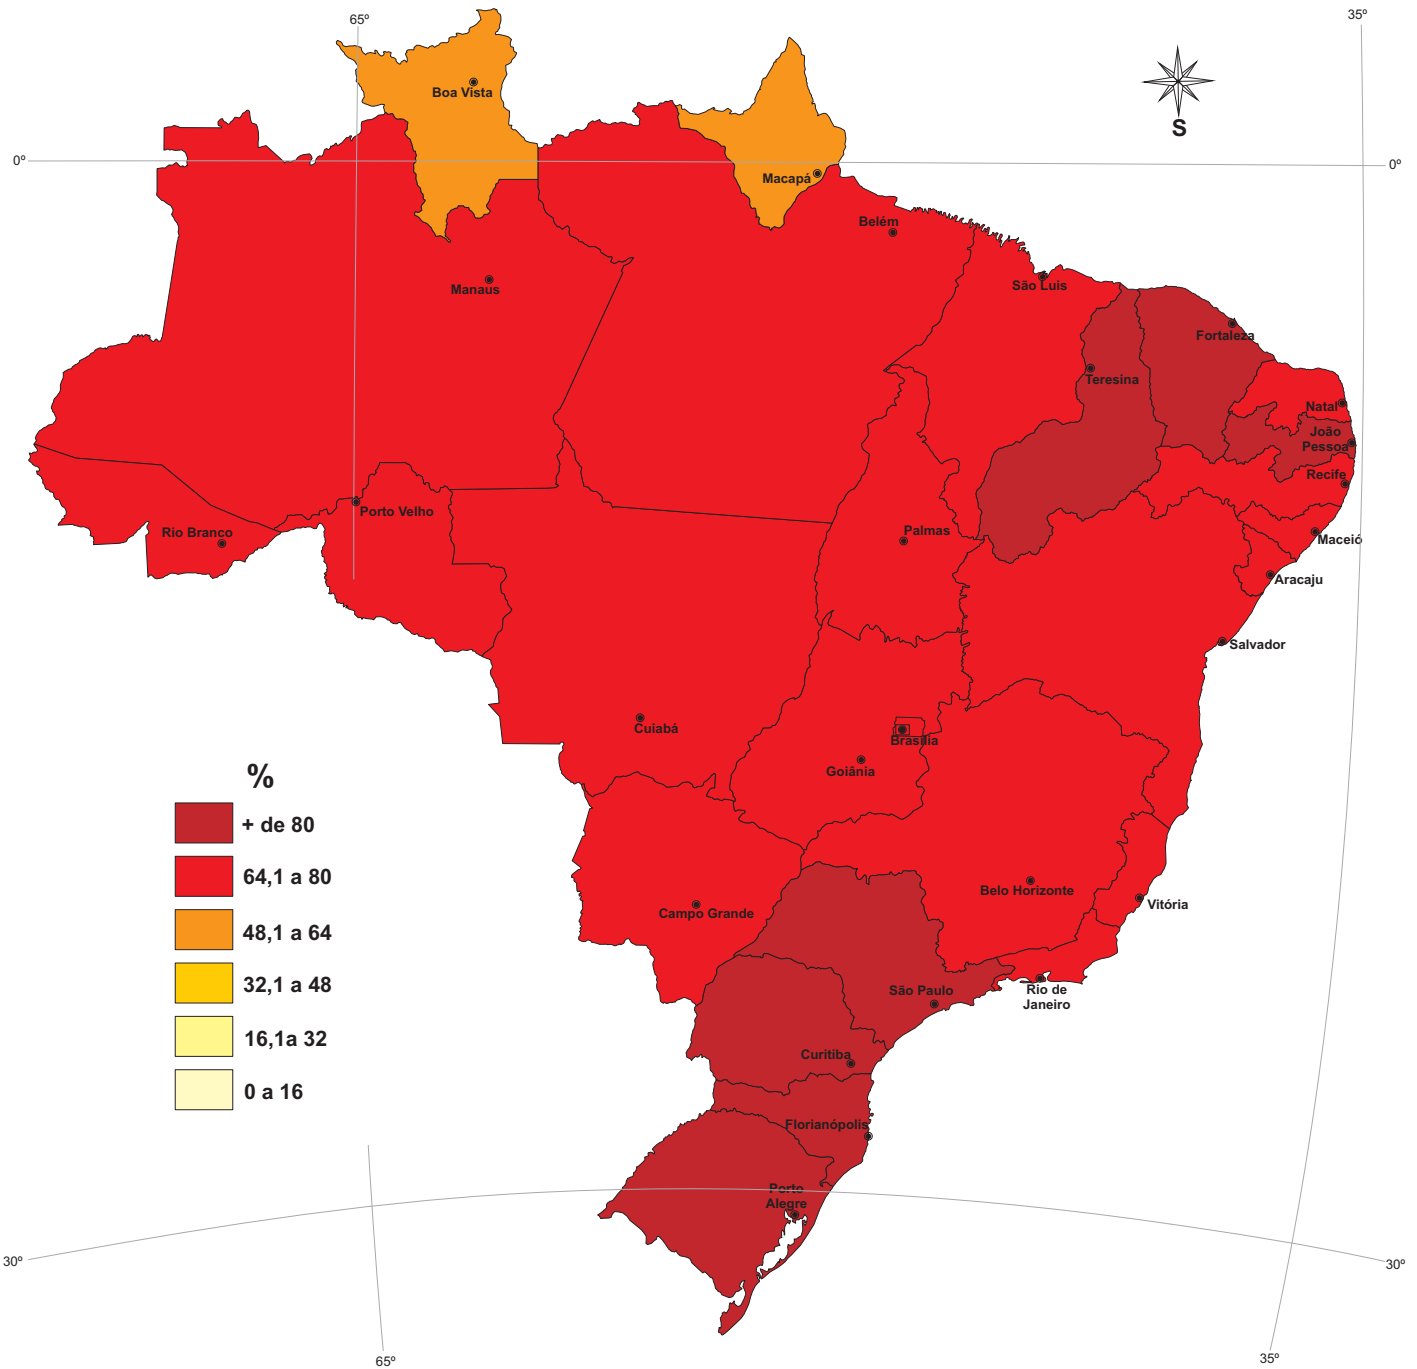 65º
35º
Boa Vista
S
0º
0º
Macapá
Belém
Manaus
São Luis
Fortaleza
Teresina
Natal
João
Pessoa
Recife
Porto Velho
Rio Branco
Palmas
Maceió
Aracaju
Salvador
Cuiabá
Brasília
Goiânia
%
+ de 80
64,1 a 80
48,1 a 64
32,1 a 48
16,1a 32
0 a 16
Belo Horizonte
Vitória
Campo Grande
São Paulo
Rio de
Janeiro
Curitiba
Florianópolis
Porto
Alegre
30º
30º
65º
35º